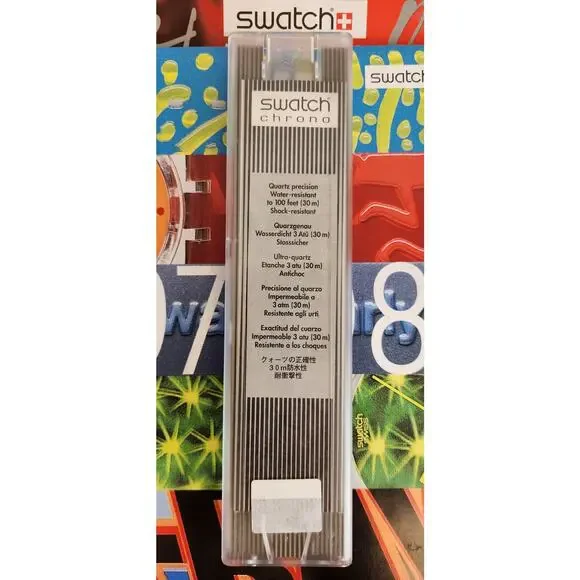 swatch
swatch
swatch
chrono
Quartz precision
Water-resistant
to 100 feet (30 m)
Shock-resistant
Quarzgenau
Wasserdicht 3 Atü (30 m)
Stosssicher
Ultra-quartz
Etanche 3 atu (30 m)
Antichoc
Precisione al quarzo
Impermeabile a
3 atm (30 m)
Resistente agli urti
Exactitud del cuarzo
Impermeable 3 atu (30 m)
Resistente a los choques
クォーツの正確性
30m防水性
耐衝撃性
7
8
swatch